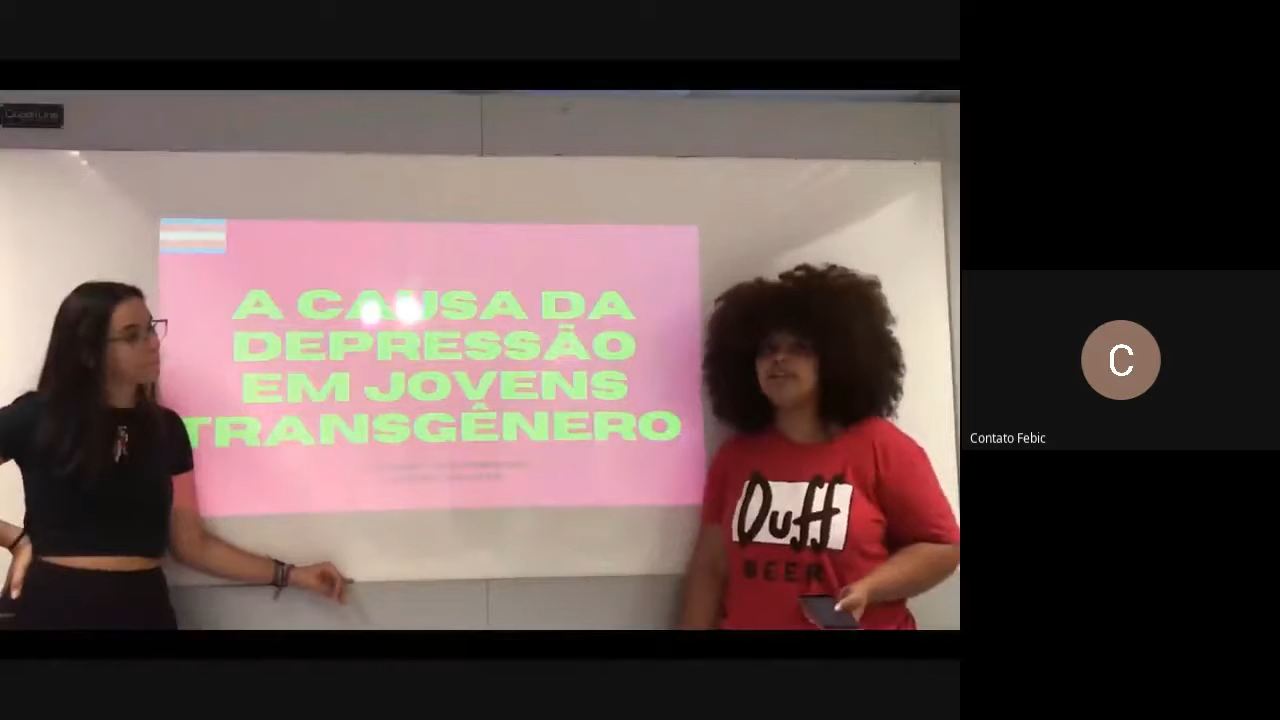 A CAUSA DA
DEPRESSÃO
EM JOVENS
TRANSGÊNERO
Duff
BEER
C
Contato Febic